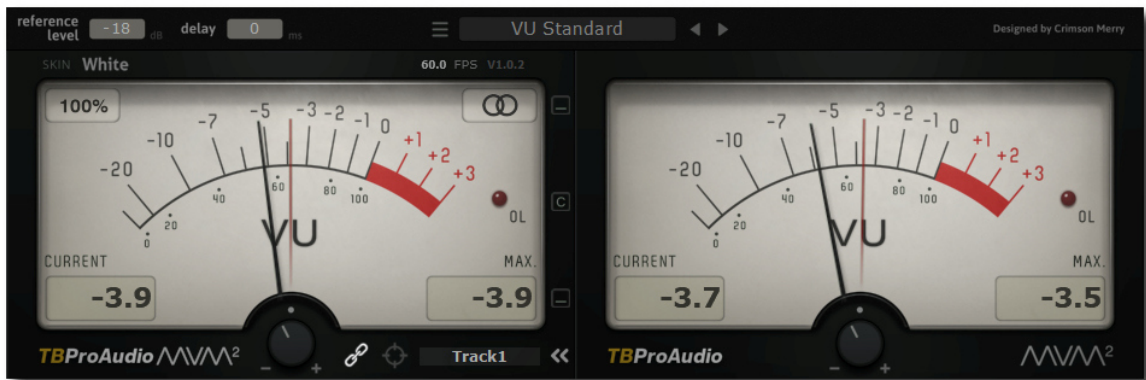 reference level -18 dB delay 0 ms VU Standard Designed by Crimson Merry
SKIN White 60.0 FPS V1.0.2
100%
-20 -10 -7 -5 -3 -2 -1 0 +1 +2 +3
0 20 40 60 80 100
VU
OL
CURRENT MAX.
-3.9 -3.9
C
TBProAudio MVM2 Track1
- +
-20 -10 -7 -5 -3 -2 -1 0 +1 +2 +3
0 20 40 60 80 100
VU
OL
CURRENT MAX.
-3.7 -3.5
TBProAudio MVM2
- +